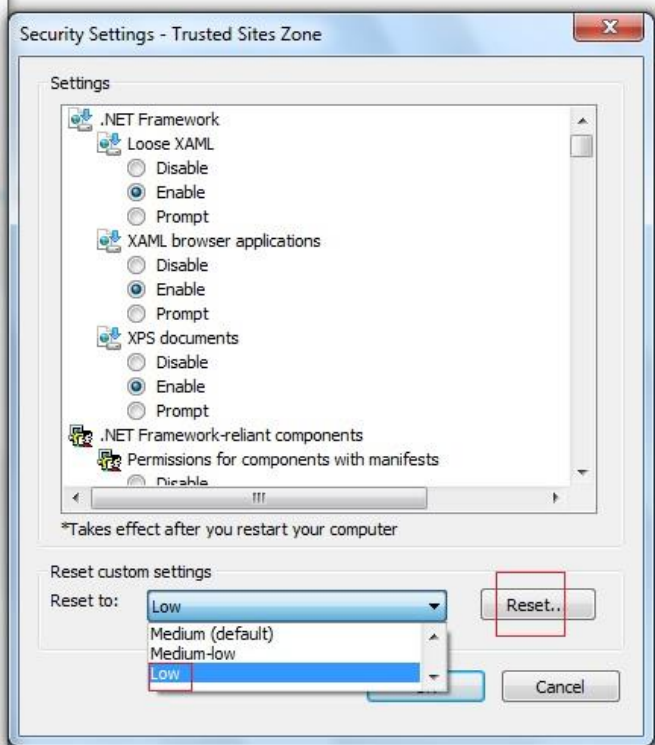 Security Settings - Trusted Sites Zone
Settings
.NET Framework
Loose XAML
Disable
Enable
Prompt
XAML browser applications
Disable
Enable
Prompt
XPS documents
Disable
Enable
Prompt
.NET Framework-reliant components
Permissions for components with manifests
Disable
*Takes effect after you restart your computer
Reset custom settings
Reset to: Low Reset...
Medium (default)
Medium-low
Low
Cancel